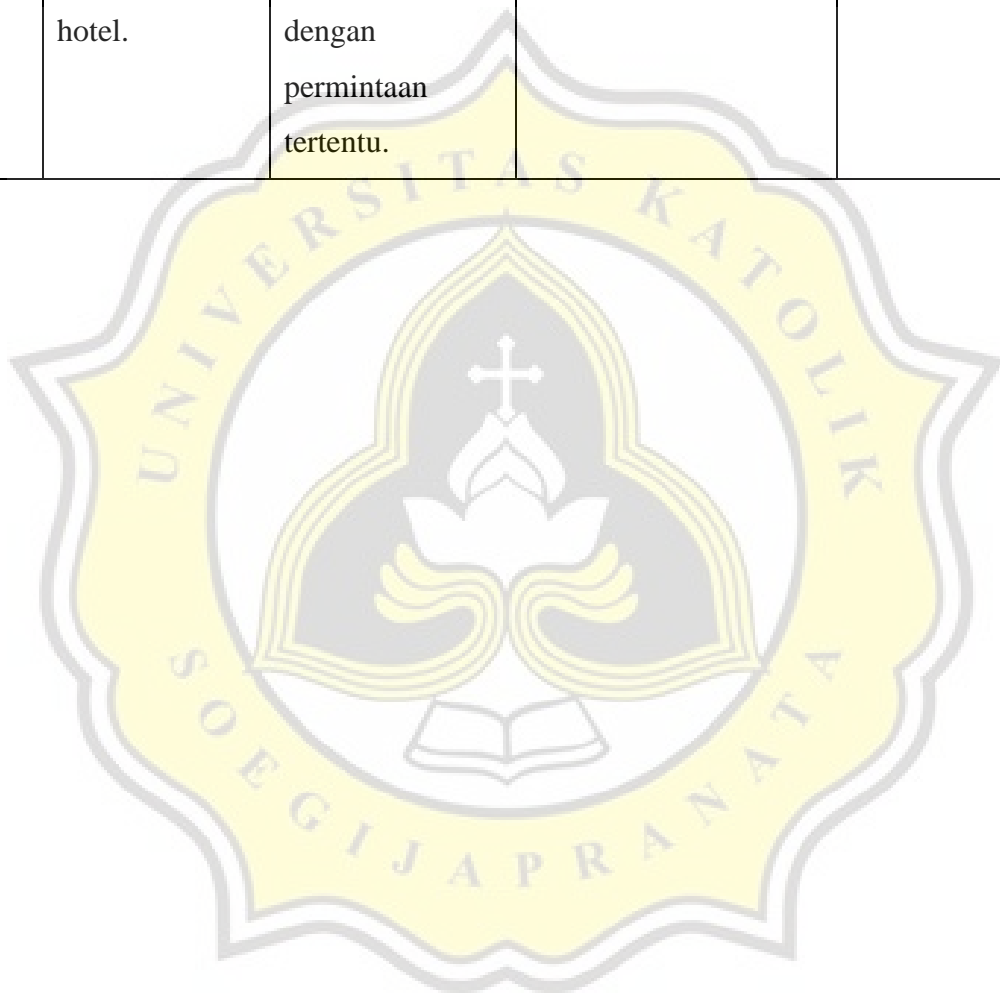 hotel.
dengan
permintaan
tertentu.
UNIVERSITAS KATOLIK
SOEGIJAPRANATA